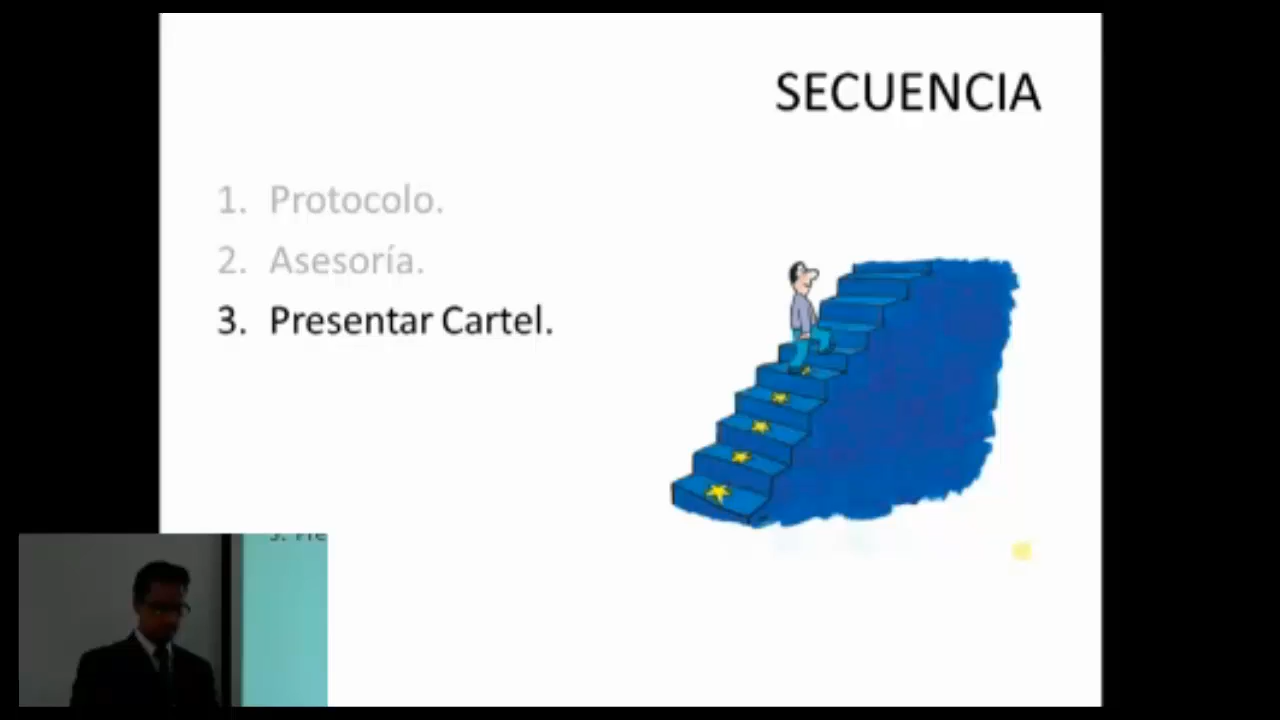 SECUENCIA
1. Protocolo.
2. Asesoría.
3. Presentar Cartel.